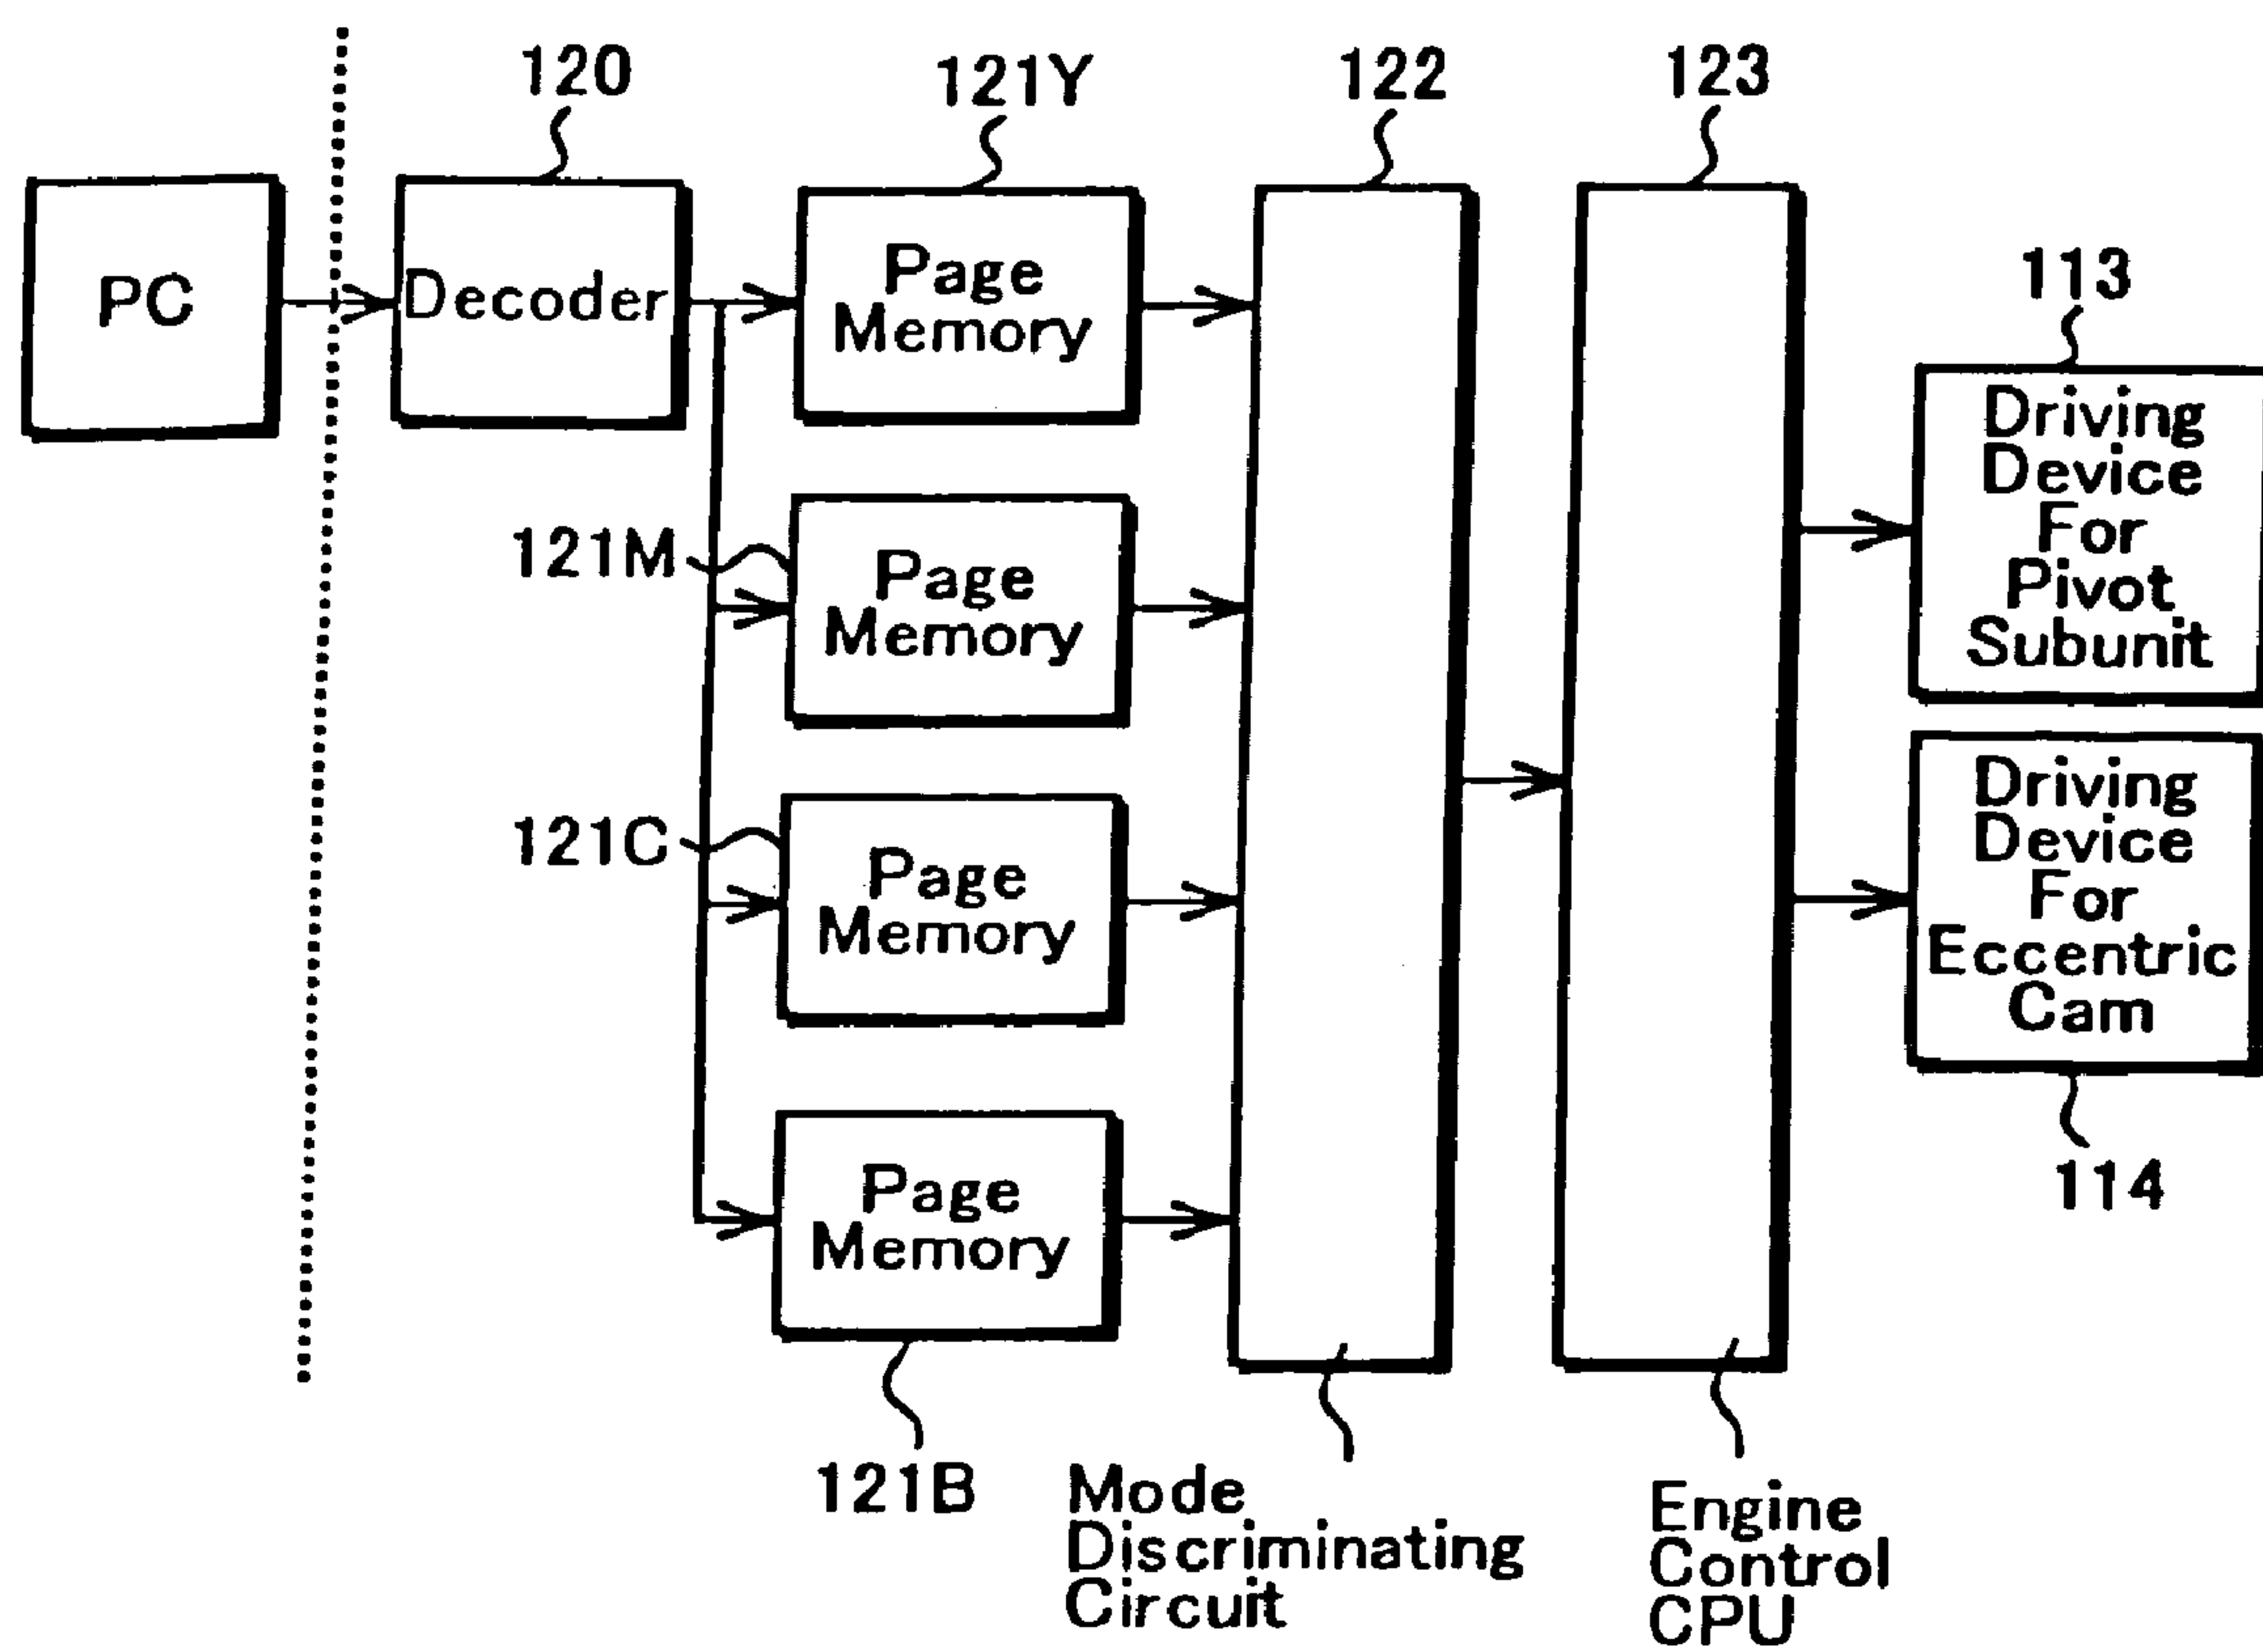 120
121Y
122
123
PC
Decoder
Page
Memory
113
Driving
Device
For
Pivot
Subunit
121M
Page
Memory
121C
Page
Memory
Driving
Device
For
Eccentric
Cam
114
Page
Memory
121B
Mode
Discriminating
Circuit
Engine
Control
CPU